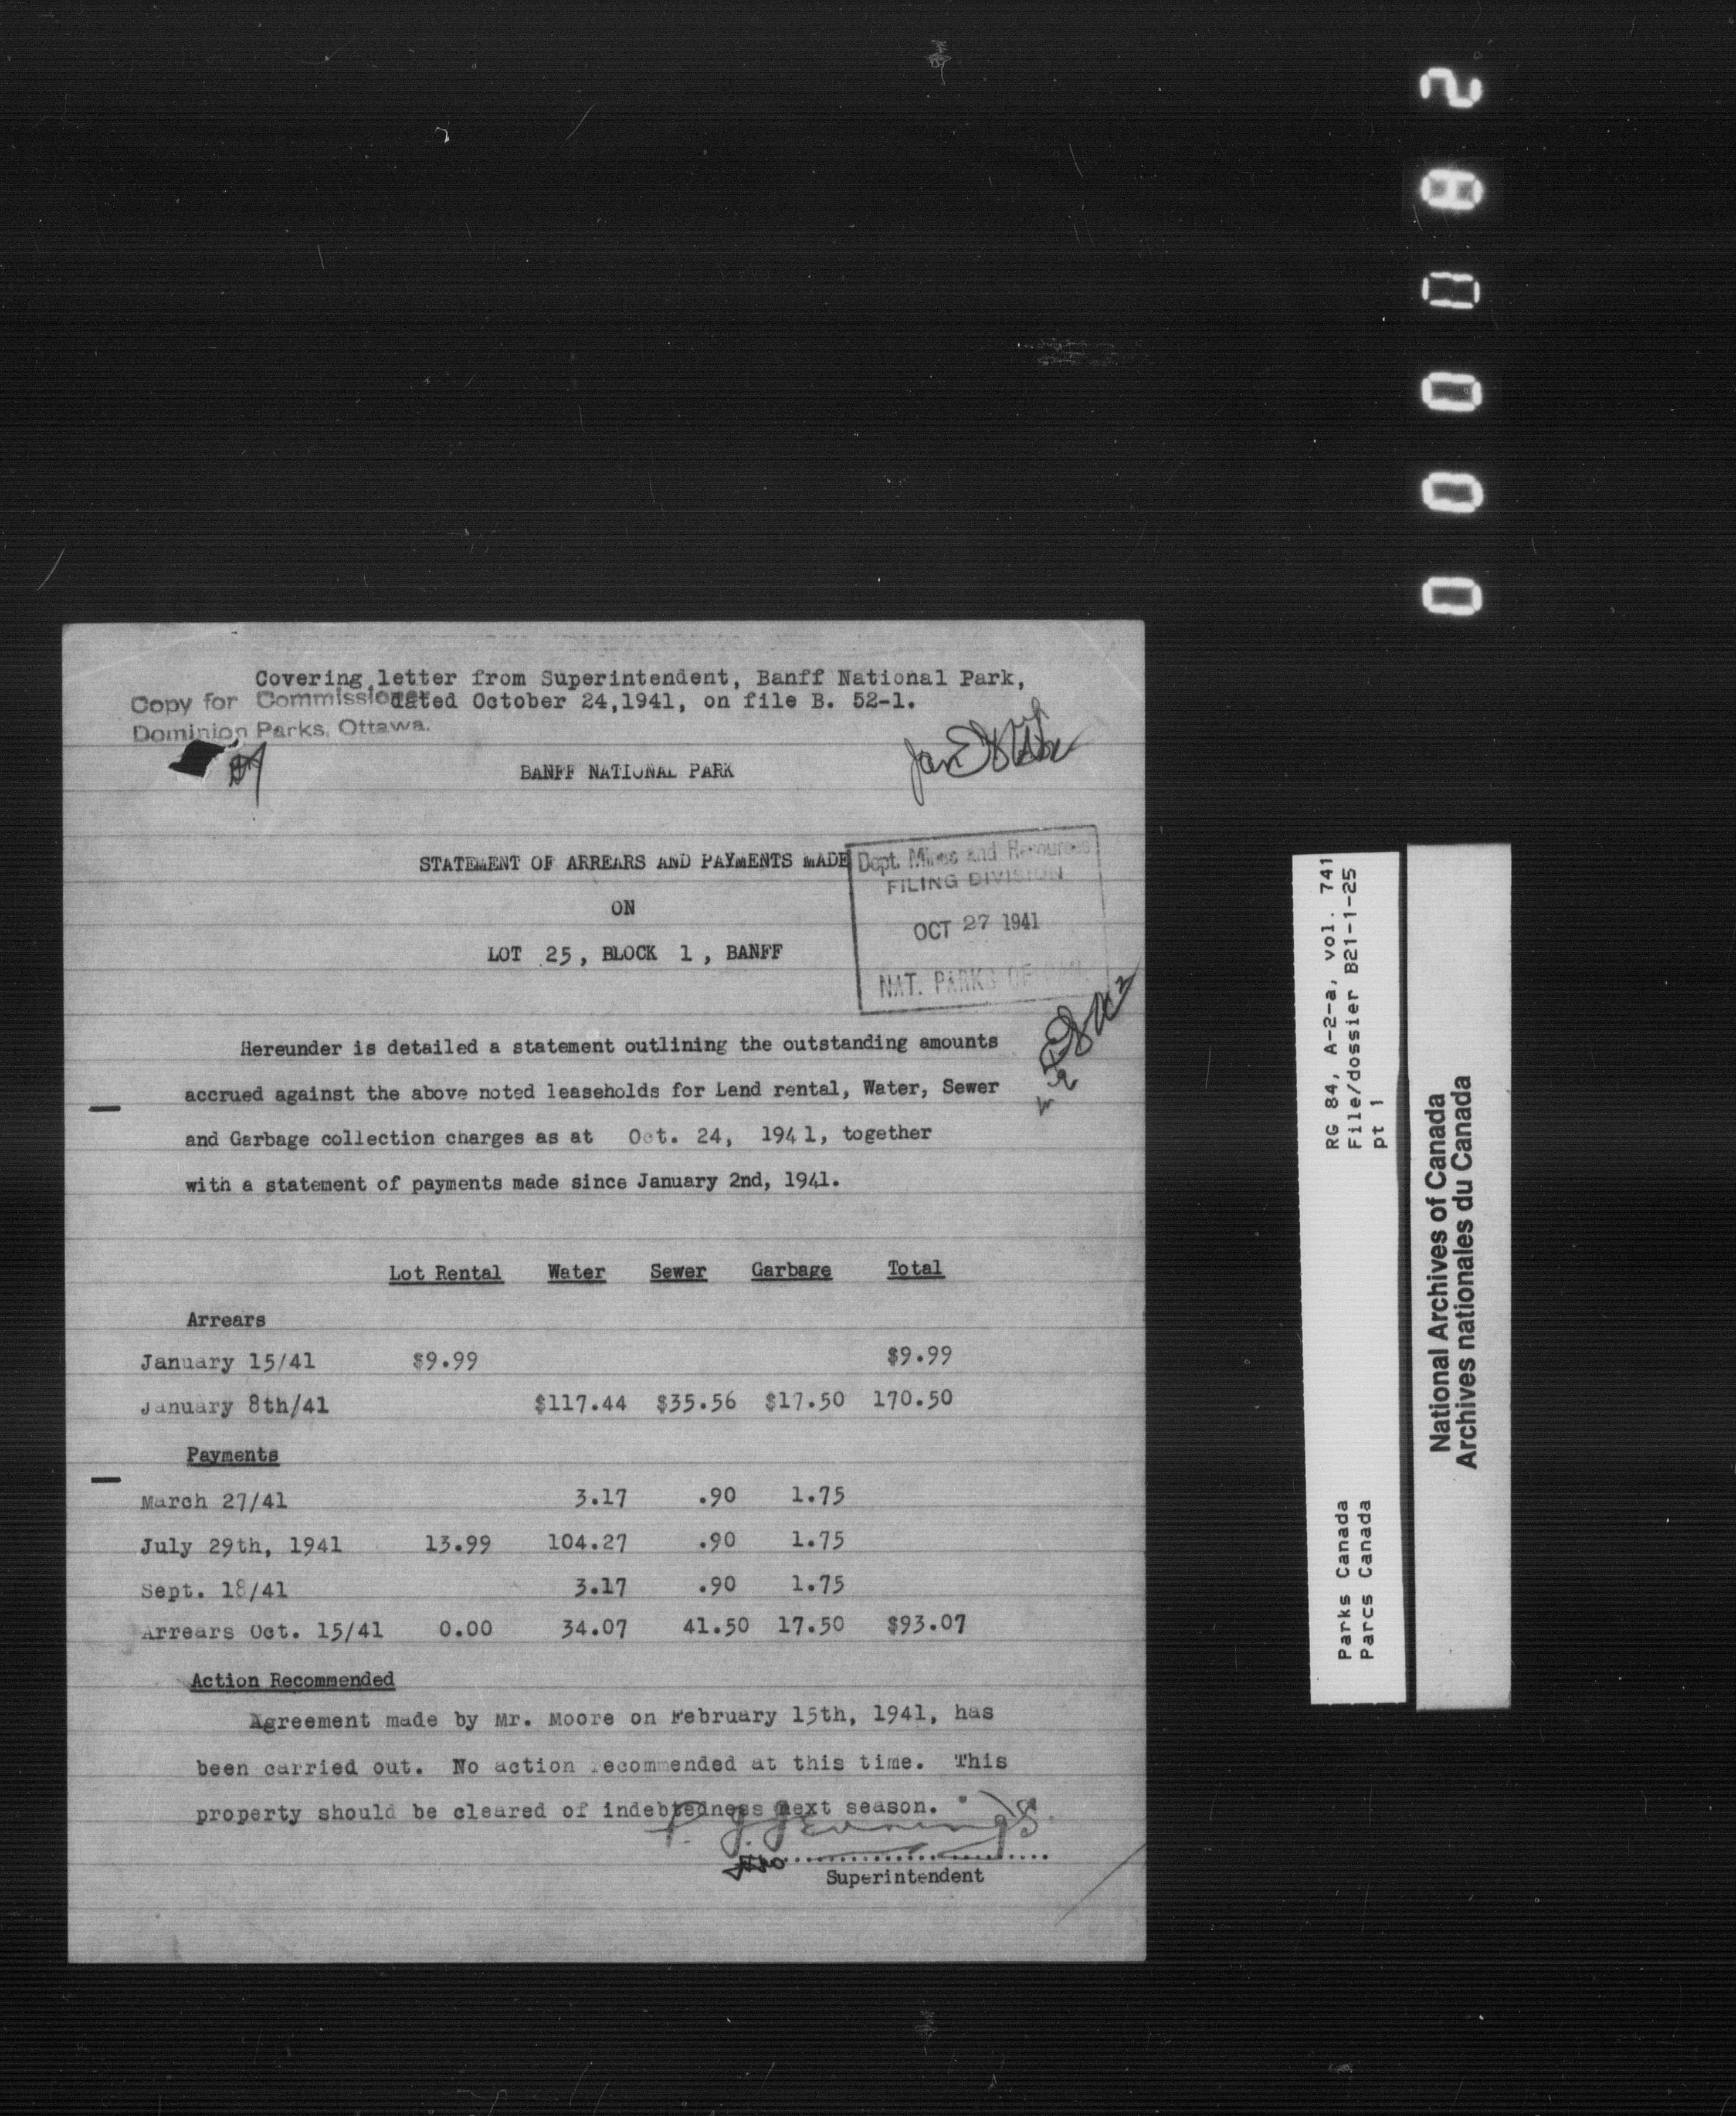 Covering letter from Superintendent, Banff National Park,
dated October 24,1941, on file B. 52-1.
Copy for Commissioner
Dominion Parks, Ottawa.
BANFF NATIONAL PARK
STATEMENT OF ARREARS AND PAYMENTS MADE
ON
LOT 25, BLOCK 1, BANFF
Dept. Mines and Resources
FILING DIVISION
OCT 27 1941
NAT. PARKS OF
Hereunder is detailed a statement outlining the outstanding amounts
accrued against the above noted leaseholds for Land rental, Water, Sewer
and Garbage collection charges as at Oct. 24, 1941, together
with a statement of payments made since January 2nd, 1941.
Lot Rental Water Sewer Garbage Total
Arrears
January 15/41 $9.99 $9.99
January 8th/41 $117.44 $35.56 $17.50 170.50
Payments
March 27/41 3.17 .90 1.75
July 29th, 1941 13.99 104.27 .90 1.75
Sept. 18/41 3.17 .90 1.75
Arrears Oct. 15/41 0.00 34.07 41.50 17.50 $93.07
Action Recommended
Agreement made by Mr. Moore on February 15th, 1941, has
been carried out. No action recommended at this time. This
property should be cleared of indebtedness next season.
P. J. Jennings
Superintendent
000182
RG 84, A-2-a, vol. 741
File/dossier B21-1-25
pt 1
Parks Canada
Parcs Canada
National Archives of Canada
Archives nationales du Canada